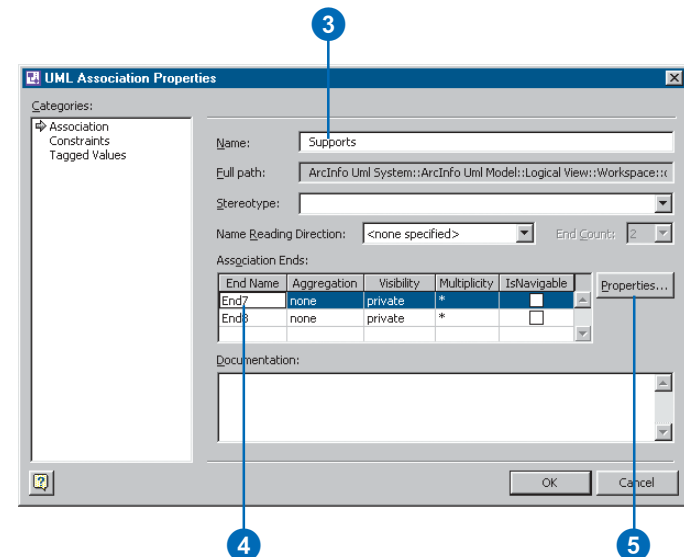 3
UML Association Properties
Categories:
Association
Constraints
Tagged Values
Name: Supports
Full path: ArcInfo Uml System::ArcInfo Uml Model::Logical View::Workspace::(
Stereotype:
Name Reading Direction: <none specified> End Count: 2
Association Ends:
End Name Aggregation Visibility Multiplicity IsNavigable Properties...
End7 none private *
End8 none private *
Documentation:
OK Cancel
4 5